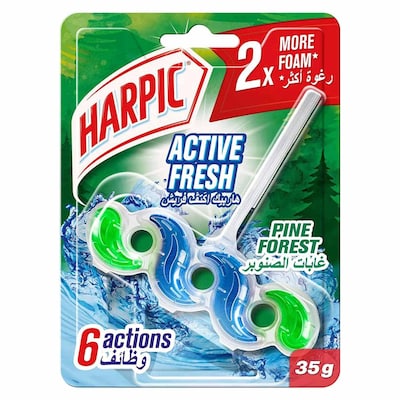 HARPIC
2x MORE FOAM*
رغوة أكثر*
ACTIVE
FRESH
هاربيك أكتف فريش
PINE
FOREST
غابات الصنوبر
6 actions
وظائف
35g